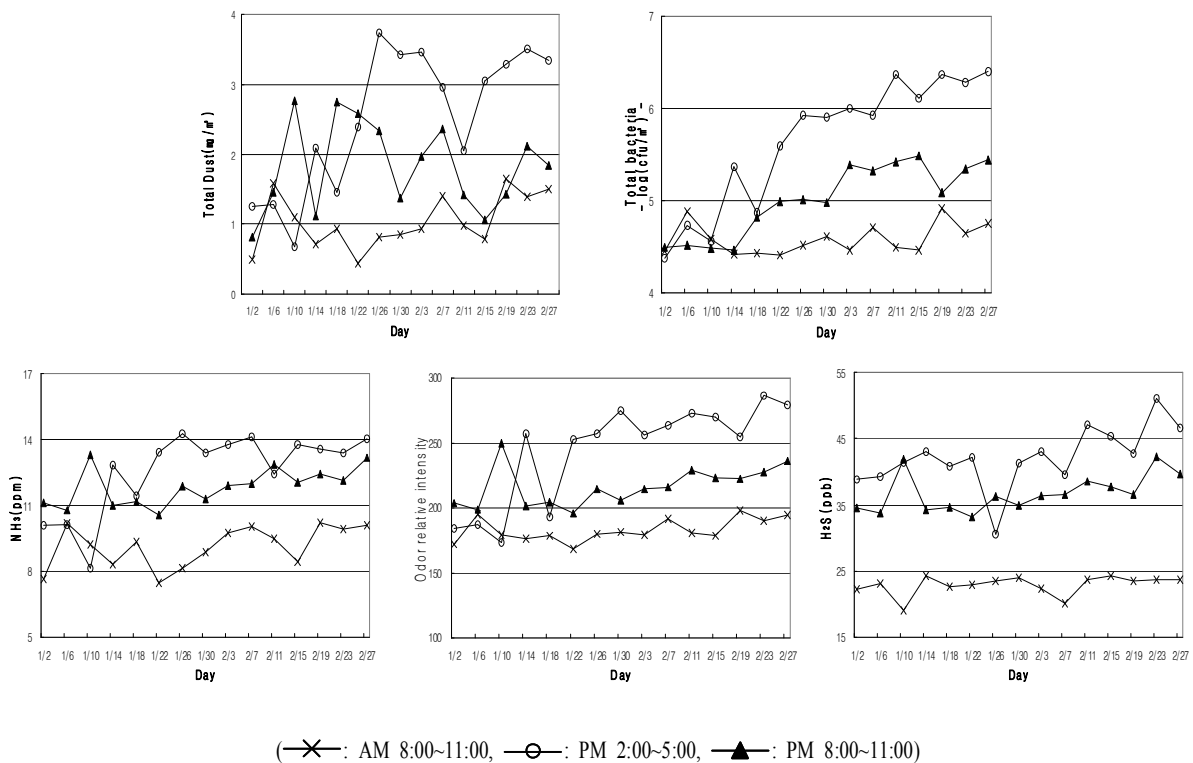 4
3
2
1
0
Total Dust(㎎/㎥)
1/2 1/6 1/10 1/14 1/18 1/22 1/26 1/30 2/3 2/7 2/11 2/15 2/19 2/23 2/27
Day
7
6
5
4
Total bacteria
- log(cfu/㎥) -
1/2 1/6 1/10 1/14 1/18 1/22 1/26 1/30 2/3 2/7 2/11 2/15 2/19 2/23 2/27
Day
17
14
11
8
5
NH₃(ppm)
1/2 1/6 1/10 1/14 1/18 1/22 1/26 1/30 2/3 2/7 2/11 2/15 2/19 2/23 2/27
Day
300
250
200
150
100
Odor relative intensity
1/2 1/6 1/10 1/14 1/18 1/22 1/26 1/30 2/3 2/7 2/11 2/15 2/19 2/23 2/27
Day
55
45
35
25
15
H₂S (ppb)
1/2 1/6 1/10 1/14 1/18 1/22 1/26 1/30 2/3 2/7 2/11 2/15 2/19 2/23 2/27
Day
( : AM 8:00~11:00, : PM 2:00~5:00, : PM 8:00~11:00)